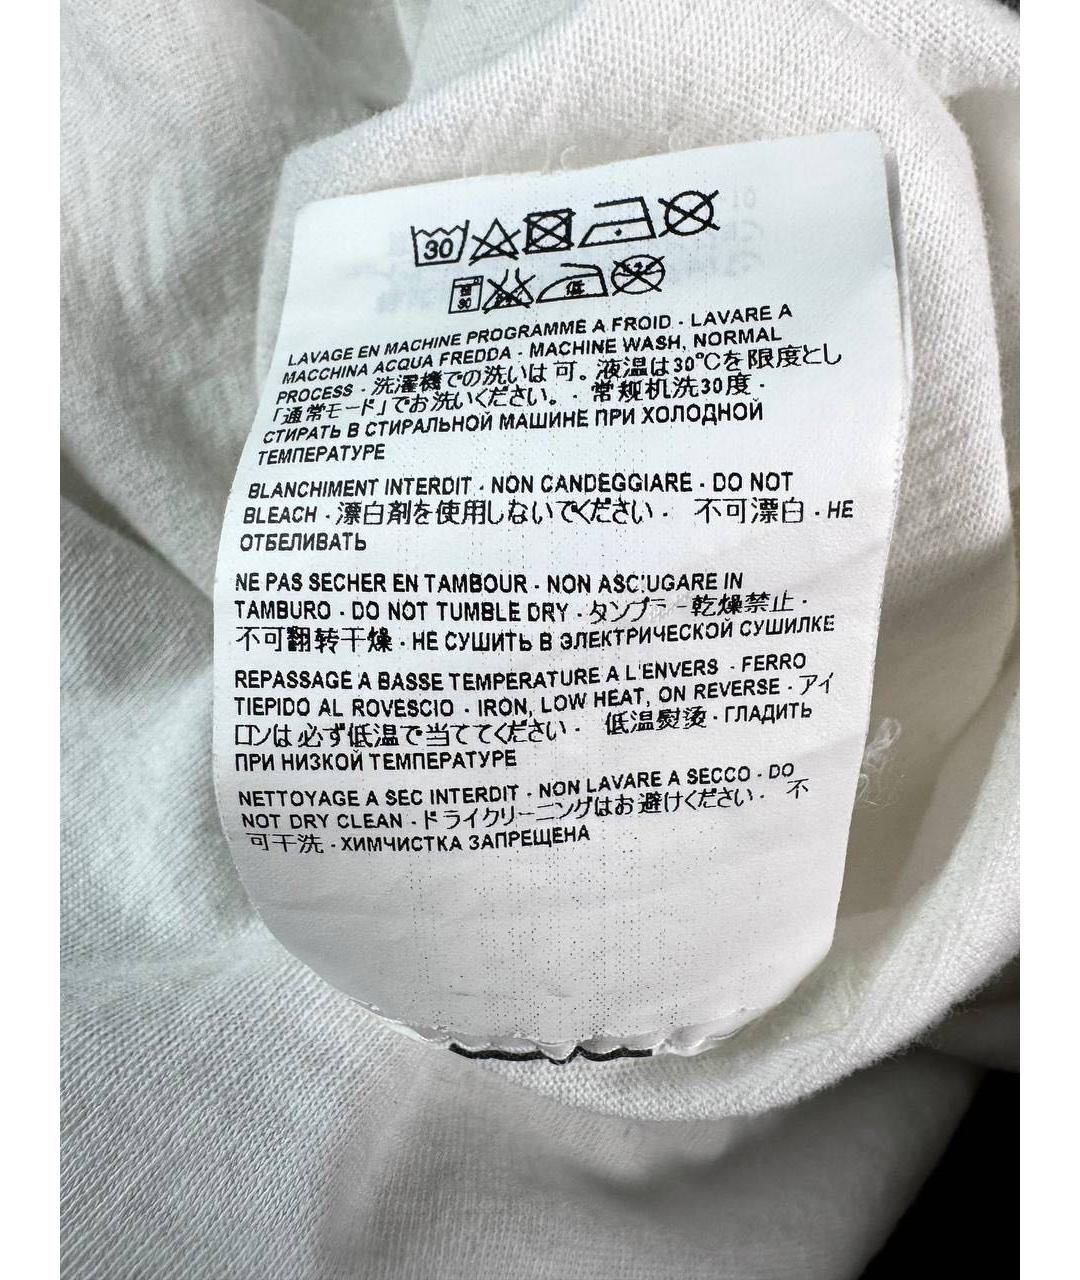 30
低
LAVAGE EN MACHINE PROGRAMME A FROID - LAVARE A
MACCHINA ACQUA FREDDA - MACHINE WASH, NORMAL
PROCESS - 洗濯機での洗いは可。液温は30℃を限度とし
「通常モード」でお洗いください。- 常规机洗30度 -
СТИРАТЬ В СТИРАЛЬНОЙ МАШИНЕ ПРИ ХОЛОДНОЙ
ТЕМПЕРАТУРЕ
BLANCHIMENT INTERDIT - NON CANDEGGIARE - DO NOT
BLEACH - 漂白剤を使用しないでください - 不可漂白 - НЕ
ОТБЕЛИВАТЬ
NE PAS SECHER EN TAMBOUR - NON ASCIUGARE IN
TAMBURO - DO NOT TUMBLE DRY - タンブラー乾燥禁止 -
不可翻转干燥 - НЕ СУШИТЬ В ЭЛЕКТРИЧЕСКОЙ СУШИЛКЕ
REPASSAGE A BASSE TEMPERATURE A L'ENVERS - FERRO
TIEPIDO AL ROVESCIO - IRON, LOW HEAT, ON REVERSE - アイ
ロンは必ず低温で当ててください - 低温熨烫 - ГЛАДИТЬ
ПРИ НИЗКОЙ ТЕМПЕРАТУРЕ
NETTOYAGE A SEC INTERDIT - NON LAVARE A SECCO - DO
NOT DRY CLEAN - ドライクリーニングはお避けください - 不
可干洗 - ХИМЧИСТКА ЗАПРЕЩЕНА